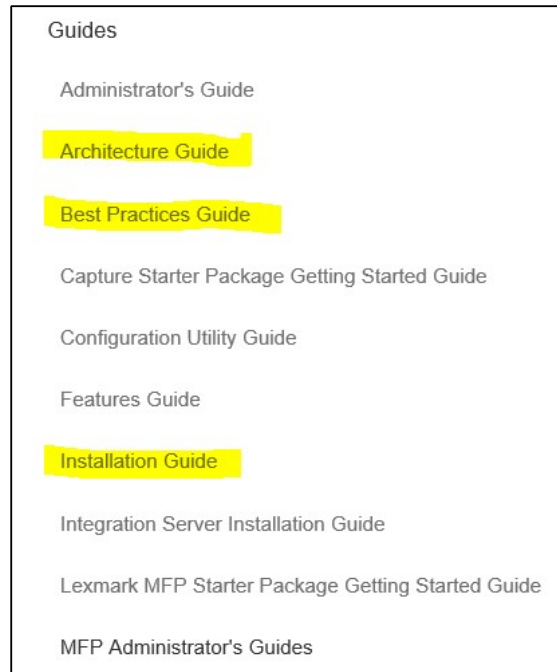 Guides
Administrator's Guide
Architecture Guide
Best Practices Guide
Capture Starter Package Getting Started Guide
Configuration Utility Guide
Features Guide
Installation Guide
Integration Server Installation Guide
Lexmark MFP Starter Package Getting Started Guide
MFP Administrator's Guides